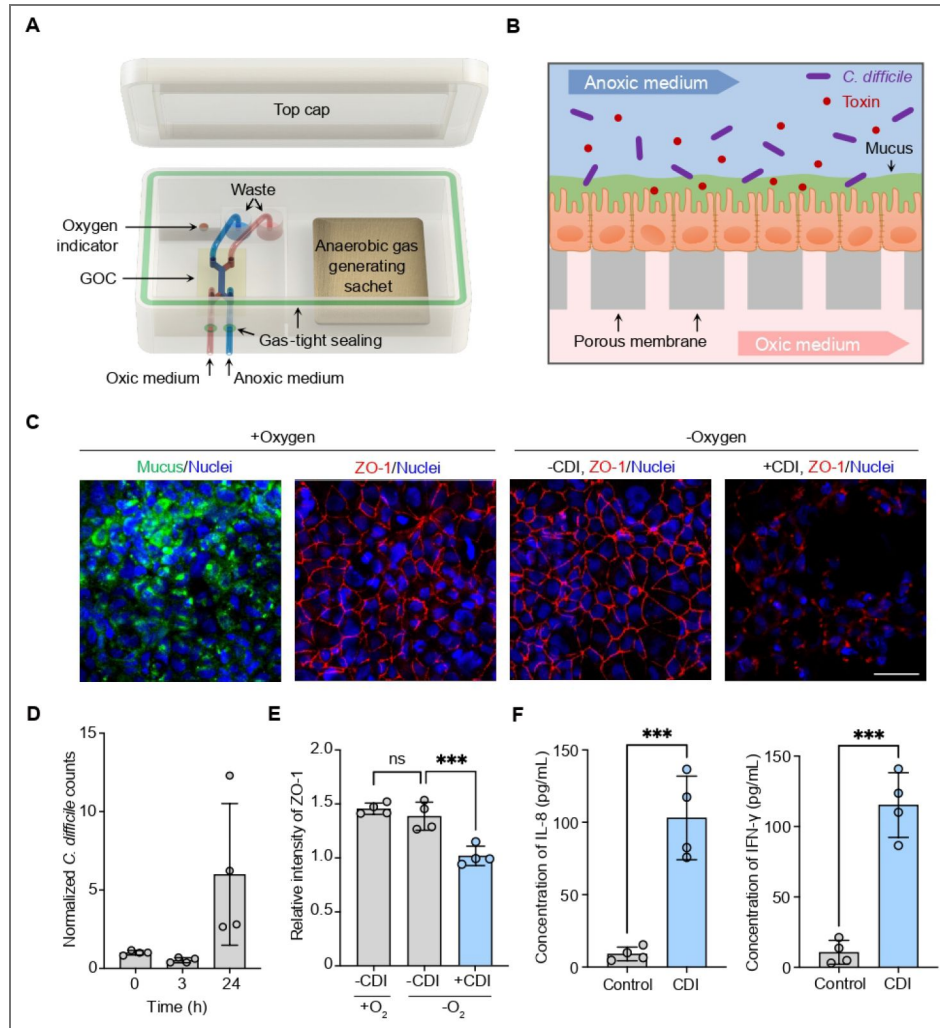 A
Top cap
Waste
Oxygen
indicator
GOC
Anaerobic gas
generating
sachet
Gas-tight sealing
Oxic medium
Anoxic medium
B
Anoxic medium
C. difficile
Toxin
Mucus
Porous membrane
Oxic medium
C
+Oxygen
-Oxygen
Mucus/Nuclei
ZO-1/Nuclei
-CDI, ZO-1/Nuclei
+CDI, ZO-1/Nuclei
D
Normalized C. difficile counts
15
10
5
0
0 3 24
Time (h)
E
Relative intensity of ZO-1
2.0
1.5
1.0
0.5
0.0
ns
***
-CDI -CDI +CDI
+O₂ -O₂
F
Concentration of IL-8 (pg/mL)
150
100
50
0
***
Control CDI
Concentration of IFN-γ (pg/mL)
150
100
50
0
***
Control CDI